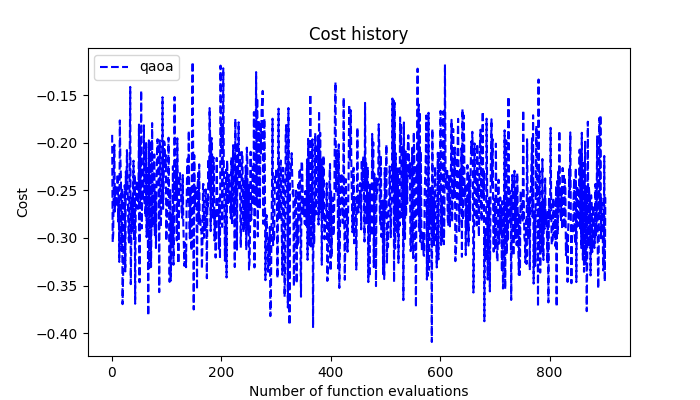 Cost history
qaoa
−0.15
−0.20
−0.25
−0.30
−0.35
−0.40
Cost
0 200 400 600 800
Number of function evaluations